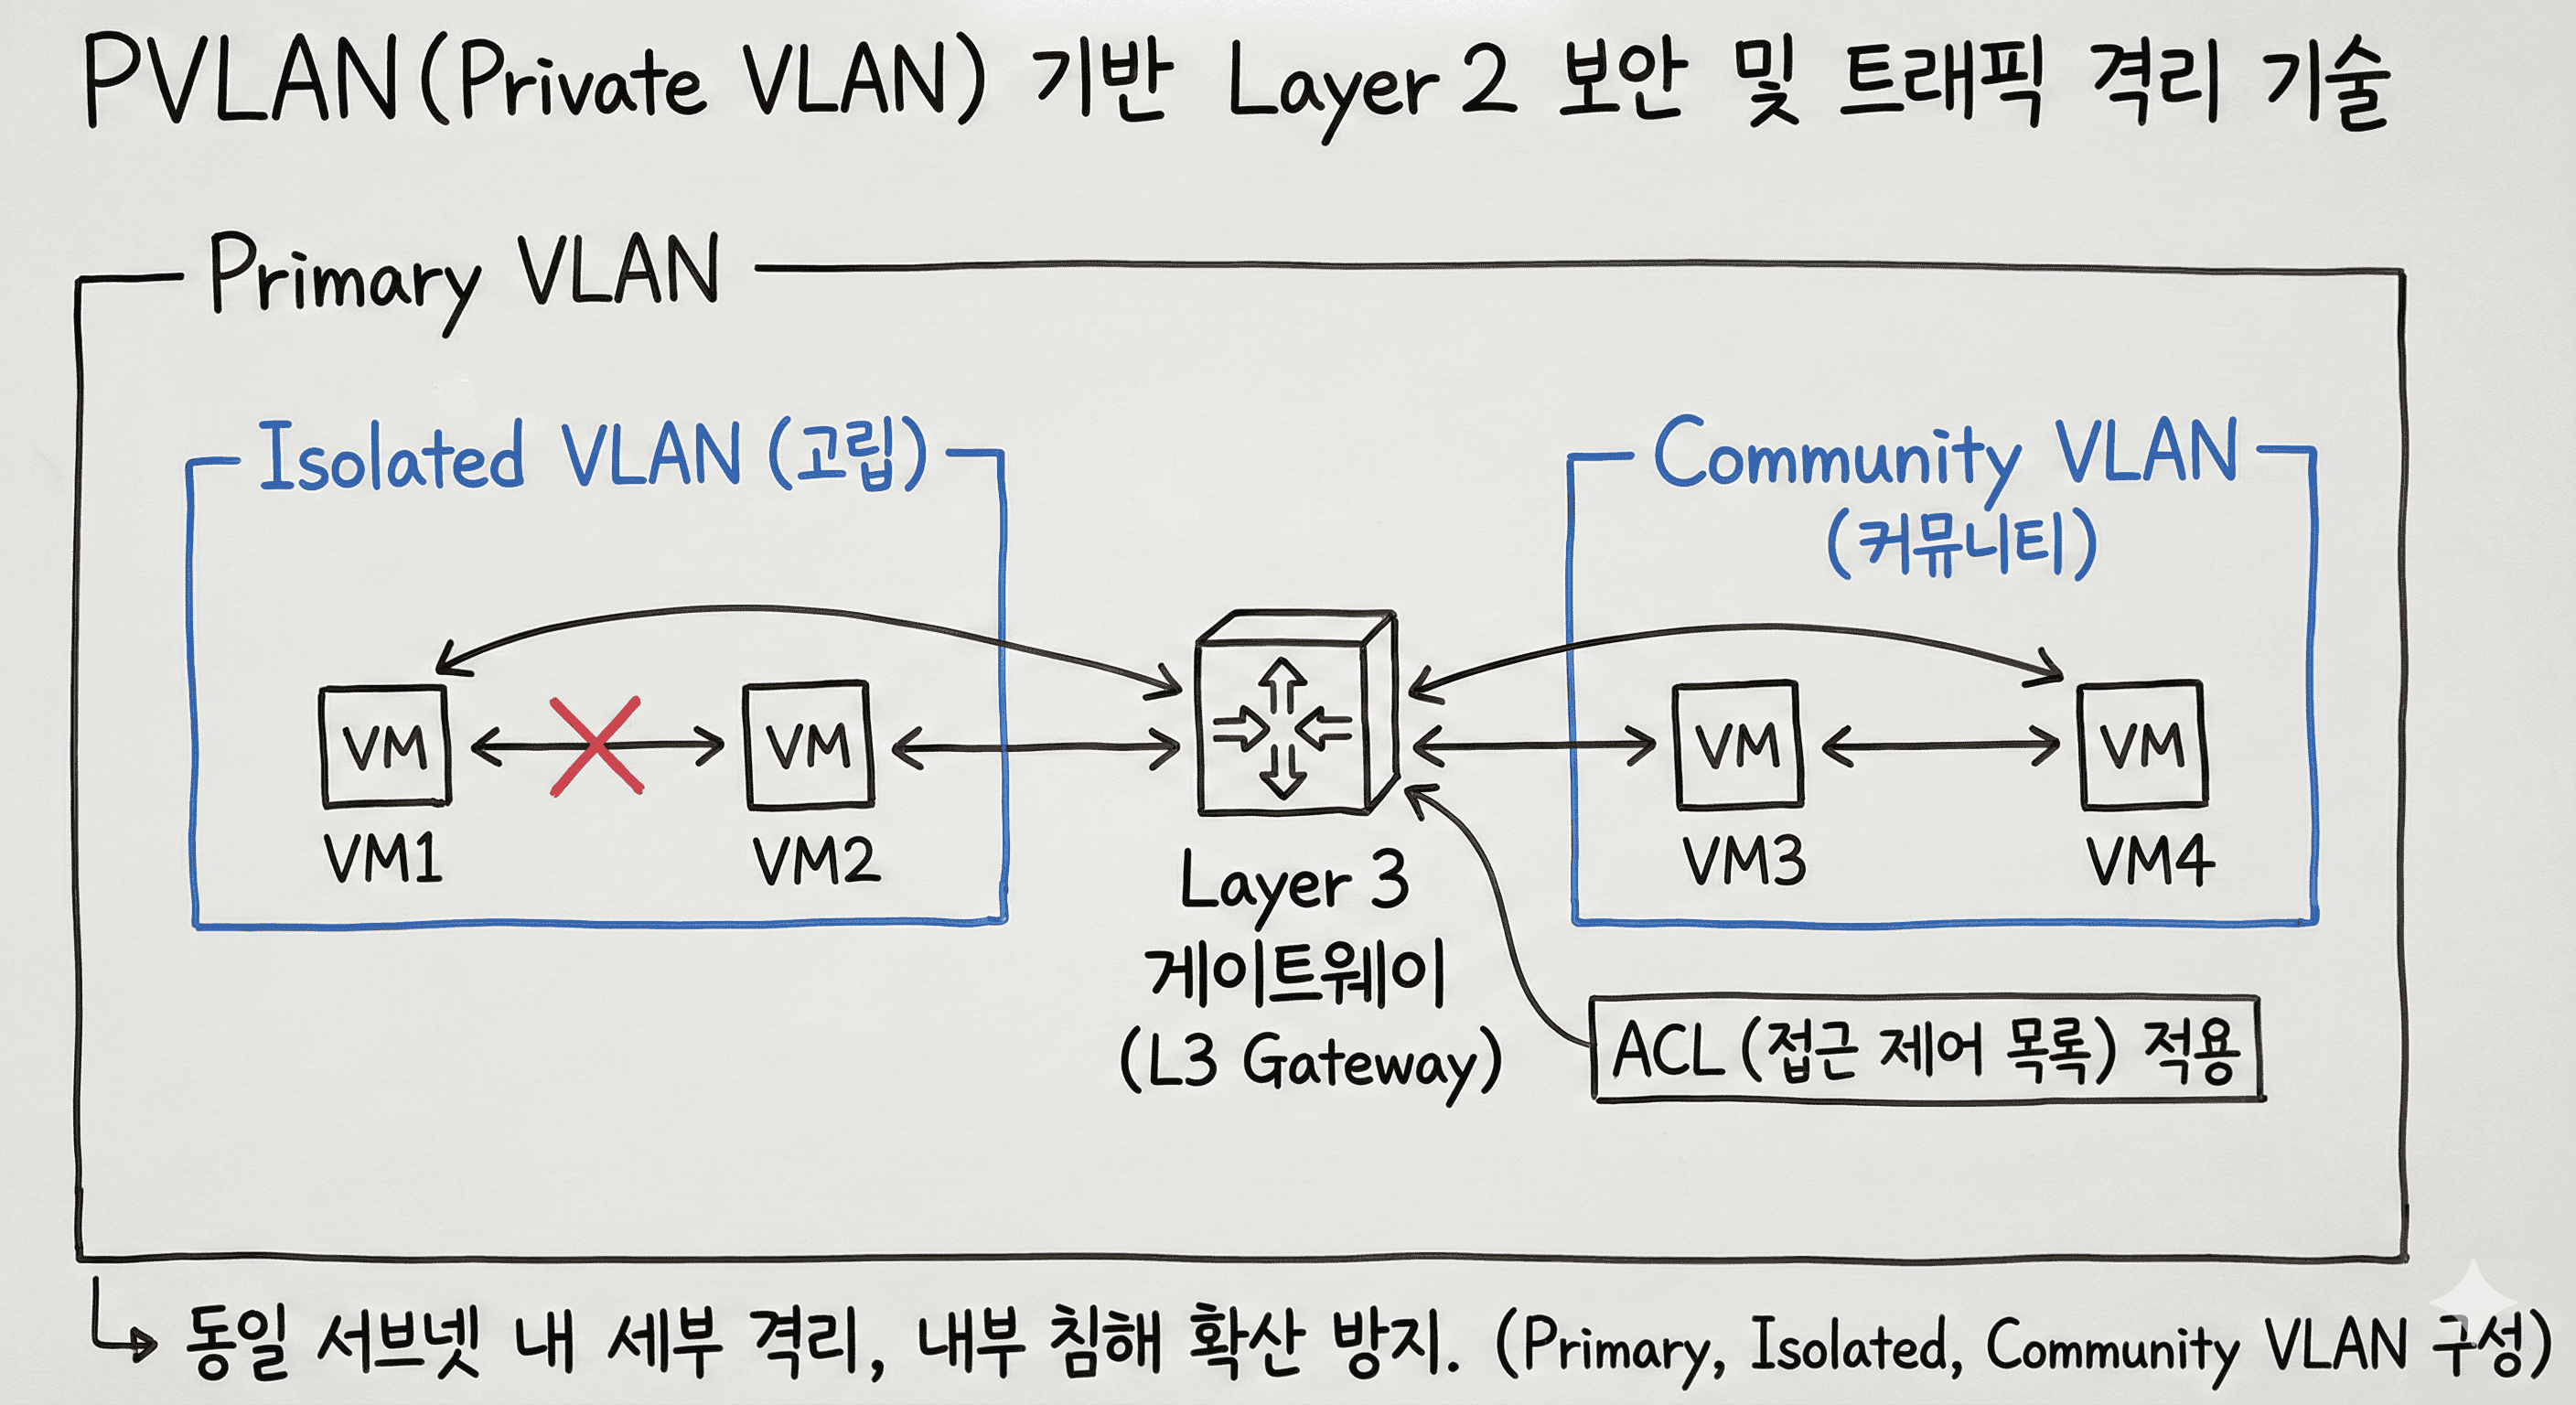 PVLAN(Private VLAN) 기반 Layer 2 보안 및 트래픽 격리 기술
Primary VLAN
Isolated VLAN (고립)
VM
VM1
VM
VM2
Layer 3
게이트웨이
(L3 Gateway)
Community VLAN
(커뮤니티)
VM
VM3
VM
VM4
ACL (접근 제어 목록) 적용
동일 서브넷 내 세부 격리, 내부 침해 확산 방지. (Primary, Isolated, Community VLAN 구성)